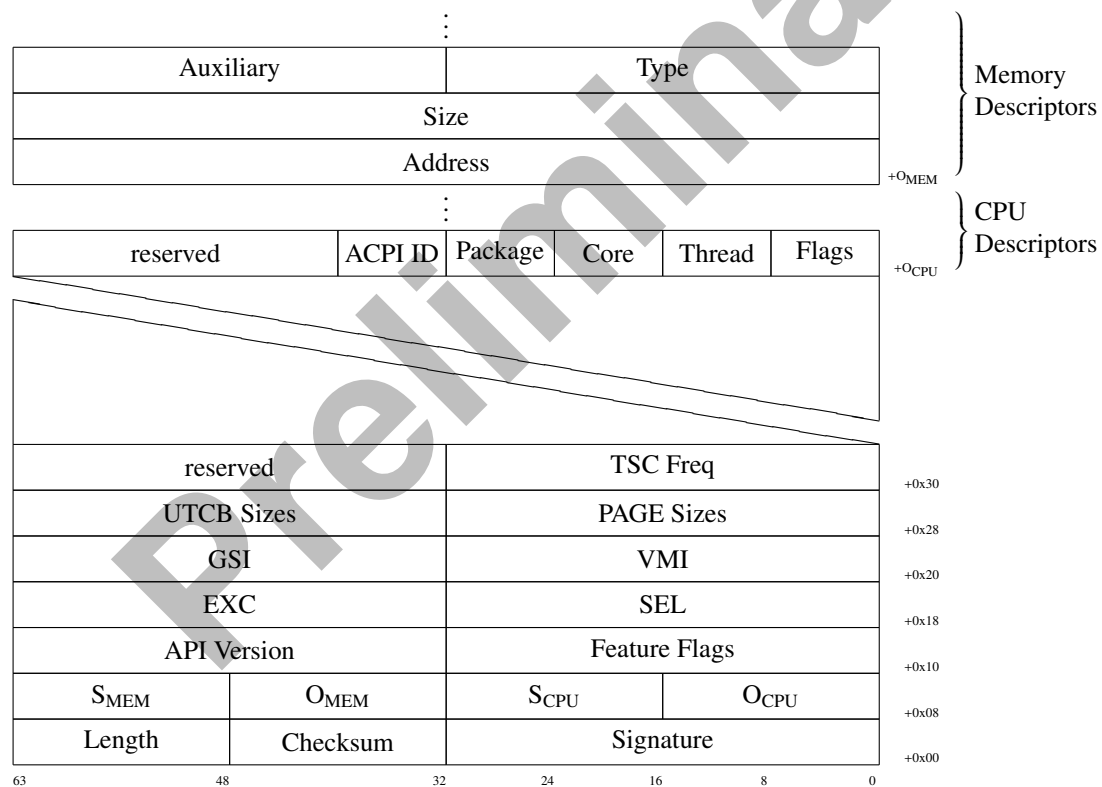 ⋮
Auxiliary Type
Size
Address
+O_MEM
Memory
Descriptors
⋮
reserved ACPI ID Package Core Thread Flags
+O_CPU
CPU
Descriptors
reserved TSC Freq
+0x30
UTCB Sizes PAGE Sizes
+0x28
GSI VMI
+0x20
EXC SEL
+0x18
API Version Feature Flags
+0x10
S_MEM O_MEM S_CPU O_CPU
+0x08
Length Checksum Signature
+0x00
63 48 32 24 16 8 0